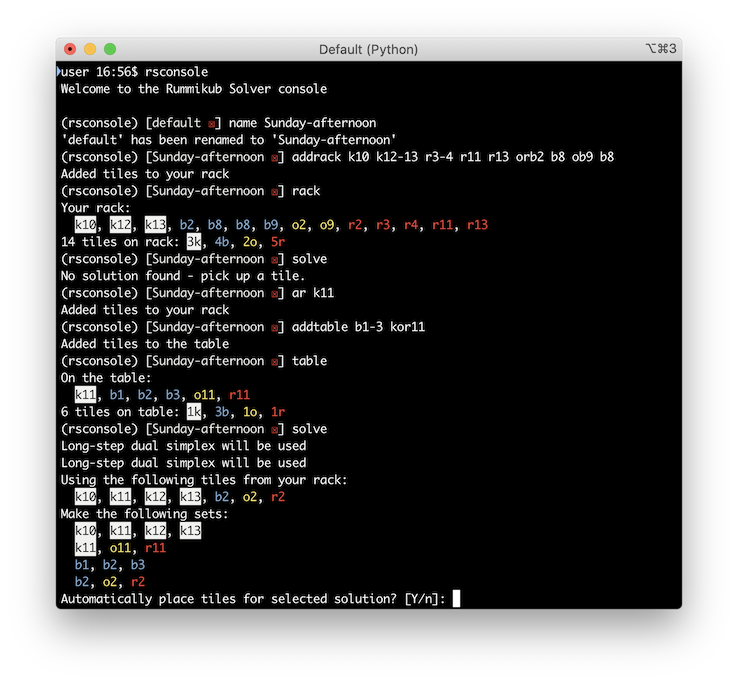 Default (Python)
⌥⌘3
user 16:56$ rsconsole
Welcome to the Rummikub Solver console
(rsconsole) [default ☒] name Sunday-afternoon
'default' has been renamed to 'Sunday-afternoon'
(rsconsole) [Sunday-afternoon ☒] addrack k10 k12-13 r3-4 r11 r13 orb2 b8 ob9 b8
Added tiles to your rack
(rsconsole) [Sunday-afternoon ☒] rack
Your rack:
k10, k12, k13, b2, b8, b8, b9, o2, o9, r2, r3, r4, r11, r13
14 tiles on rack: 3k, 4b, 2o, 5r
(rsconsole) [Sunday-afternoon ☒] solve
No solution found - pick up a tile.
(rsconsole) [Sunday-afternoon ☒] ar k11
Added tiles to your rack
(rsconsole) [Sunday-afternoon ☒] addtable b1-3 kor11
Added tiles to the table
(rsconsole) [Sunday-afternoon ☒] table
On the table:
k11, b1, b2, b3, o11, r11
6 tiles on table: 1k, 3b, 1o, 1r
(rsconsole) [Sunday-afternoon ☒] solve
Long-step dual simplex will be used
Long-step dual simplex will be used
Using the following tiles from your rack:
k10, k11, k12, k13, b2, o2, r2
Make the following sets:
k10, k11, k12, k13
k11, o11, r11
b1, b2, b3
b2, o2, r2
Automatically place tiles for selected solution? [Y/n]: